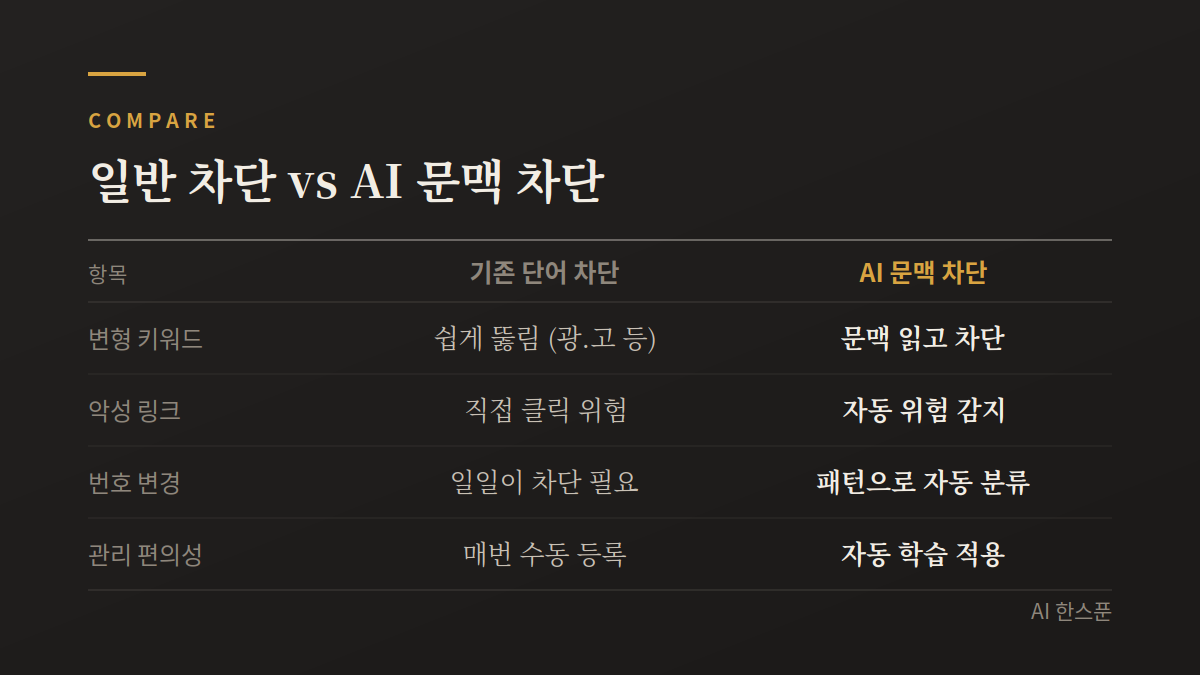 COMPARE
일반 차단 vs AI 문맥 차단
항목 기존 단어 차단 AI 문맥 차단
변형 키워드 쉽게 뚫림 (광.고 등) 문맥 읽고 차단
악성 링크 직접 클릭 위험 자동 위험 감지
번호 변경 일일이 차단 필요 패턴으로 자동 분류
관리 편의성 매번 수동 등록 자동 학습 적용
AI 한스푼